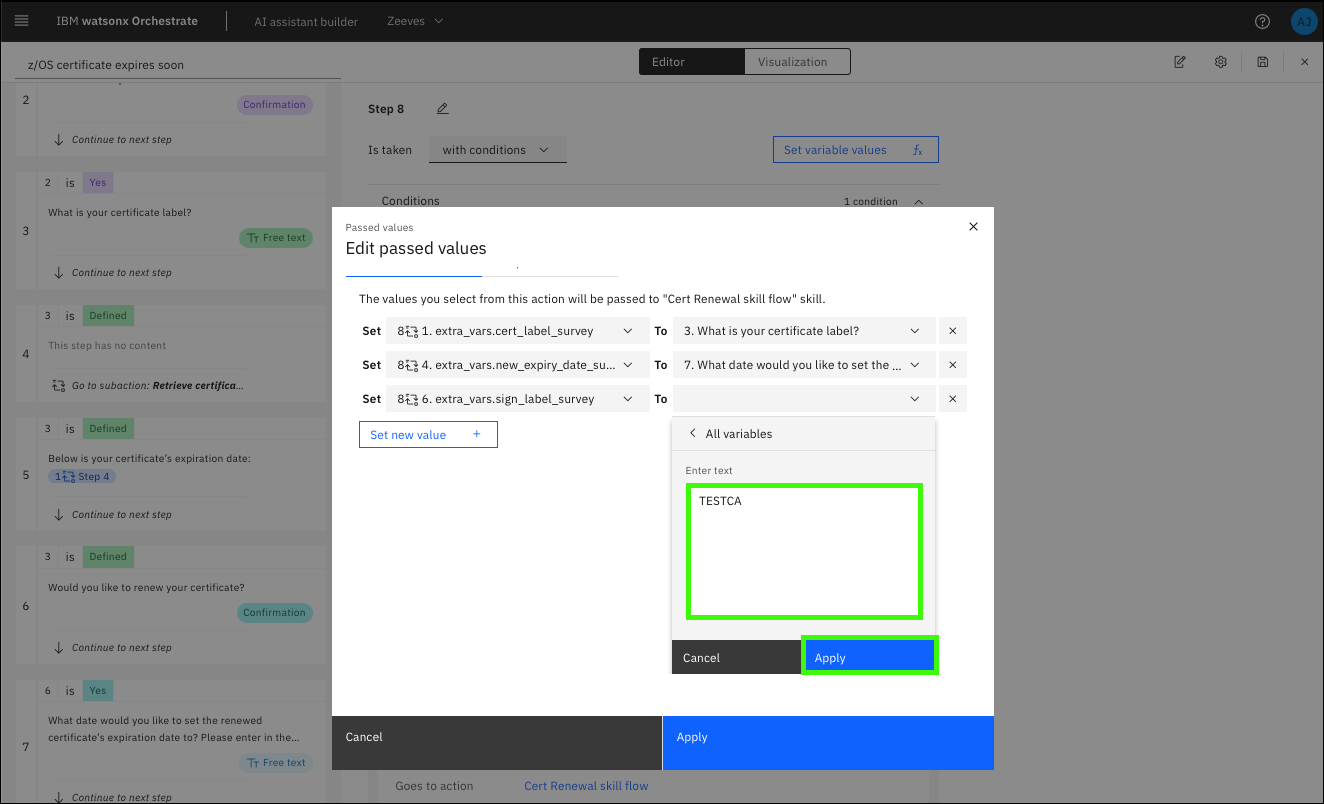 IBM watsonx Orchestrate
AI assistant builder
Zeeves
AJ
z/OS certificate expires soon
Editor
Visualization
2
Confirmation
Continue to next step
2 is Yes
What is your certificate label?
3
Free text
Continue to next step
3 is Defined
This step has no content
4
Go to subaction: Retrieve certifica...
3 is Defined
Below is your certificate's expiration date:
5
1 Step 4
Continue to next step
3 is Defined
Would you like to renew your certificate?
6
Confirmation
Continue to next step
6 is Yes
What date would you like to set the renewed
certificate's expiration date to? Please enter in the...
7
Free text
Continue to next step
Step 8
Is taken
with conditions
Set variable values fx
Conditions
1 condition
Passed values
Edit passed values
The values you select from this action will be passed to "Cert Renewal skill flow" skill.
Set 8 1. extra_vars.cert_label_survey To 3. What is your certificate label?
Set 8 4. extra_vars.new_expiry_date_su... To 7. What date would you like to set the ...
Set 8 6. extra_vars.sign_label_survey To
Set new value +
All variables
Enter text
TESTCA
Cancel
Apply
Cancel
Apply
Goes to action
Cert Renewal skill flow